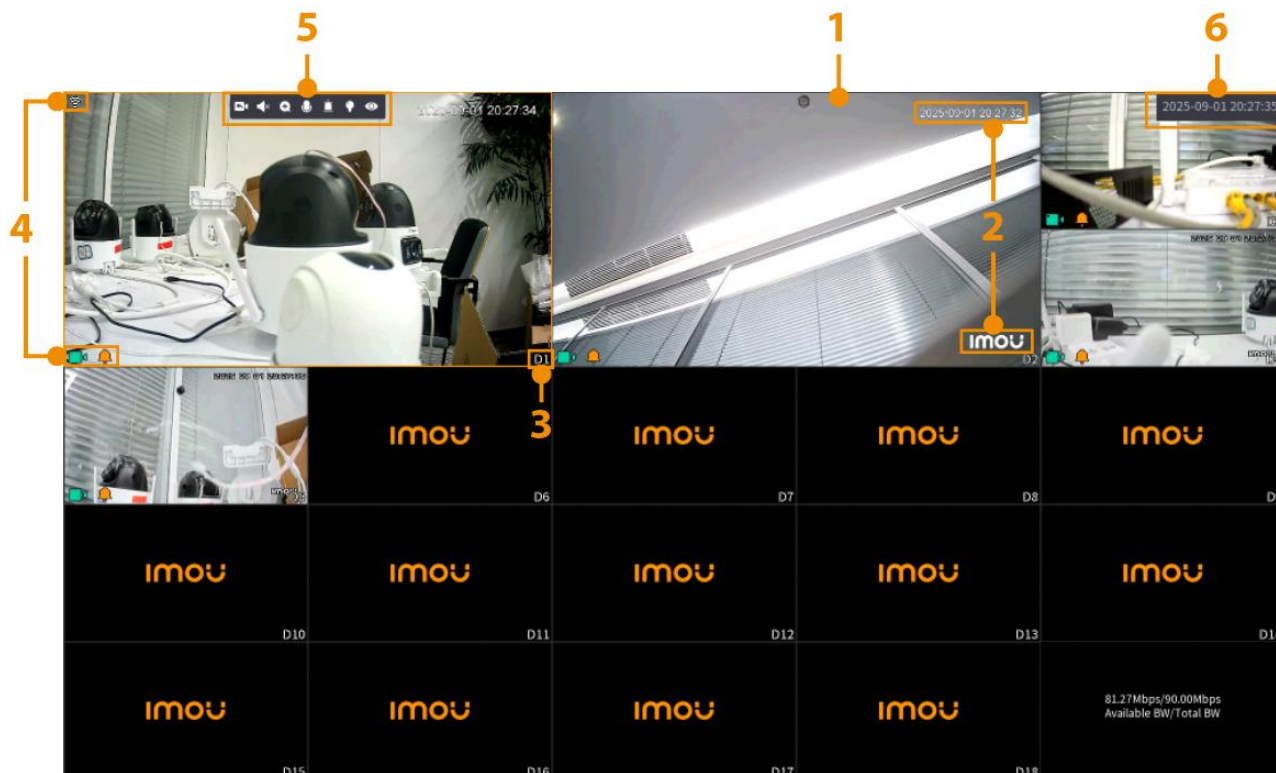 5
1
6
4
2025-09-01 20:27:34
2025-09-01 20:27:32
2025-09-01 20:27:35
2
imou
D1
D2
3
imou
imou
imou
imou
D6
D7
D8
imou
imou
imou
imou
imou
D10
D11
D12
D13
imou
imou
imou
imou
81.27Mbps/90.00Mbps
Available BW/Total BW
D15
D16
D17
D18